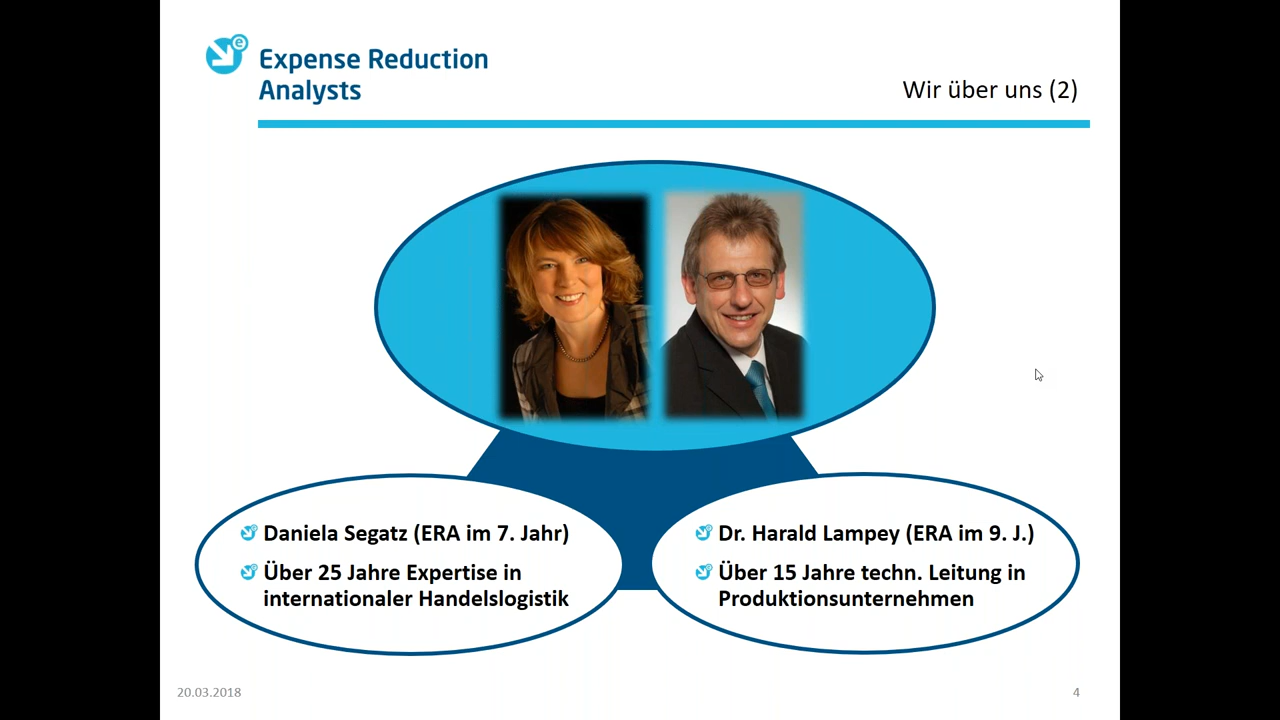 e
Expense Reduction
Analysts
Wir über uns (2)
Daniela Segatz (ERA im 7. Jahr)
Über 25 Jahre Expertise in
internationaler Handelslogistik
Dr. Harald Lampey (ERA im 9. J.)
Über 15 Jahre techn. Leitung in
Produktionsunternehmen
20.03.2018
4